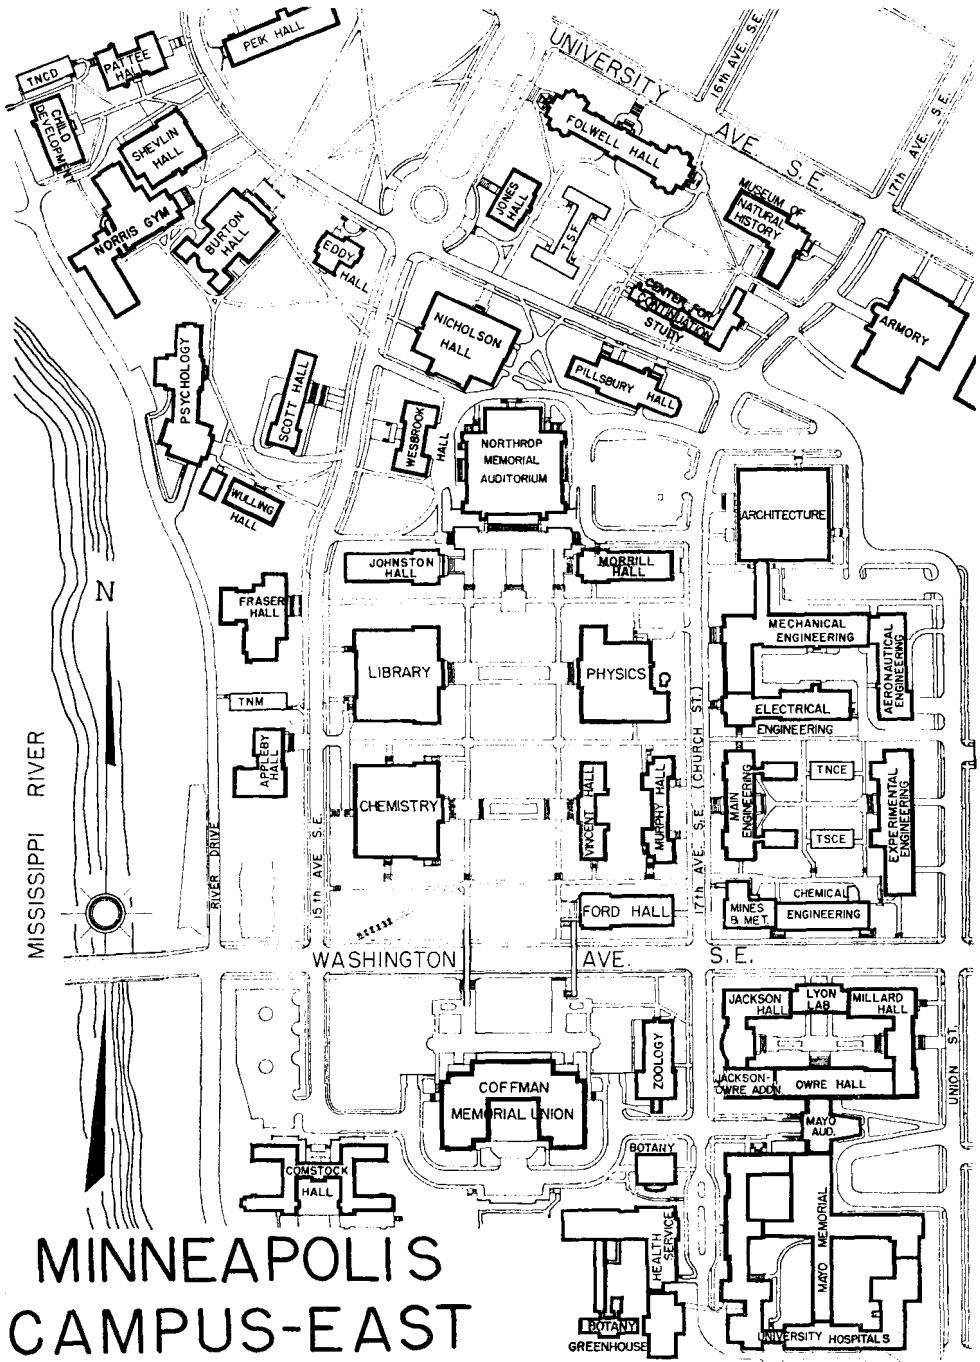 PEIK HALL
PATTEE
HALL
TNCD
CHILD
DEVELOPMENT
SHEVLIN
HALL
NORRIS GYM
BURTON
HALL
EDDY
HALL
UNIVERSITY AVE. S.E.
16th AVE. S.E.
17th AVE. S.E.
FOLWELL HALL
JONES
HALL
T.S.F.
MUSEUM OF
NATURAL
HISTORY
CENTER FOR
CONTINUATION
STUDY
ARMORY
NICHOLSON
HALL
PILLSBURY HALL
PSYCHOLOGY
SCOTT HALL
WESBROOK
HALL
NORTHROP
MEMORIAL
AUDITORIUM
WULLING
HALL
ARCHITECTURE
JOHNSTON
HALL
MORRILL
HALL
N
FRASER
HALL
MECHANICAL
ENGINEERING
AERONAUTICAL
ENGINEERING
LIBRARY
PHYSICS
TNM
ELECTRICAL
ENGINEERING
APPLEBY
HALL
CHEMISTRY
VINCENT HALL
MURPHY HALL
17th AVE. S.E. (CHURCH ST.)
MAIN
ENGINEERING
TNCE
TSCE
EXPERIMENTAL
ENGINEERING
MISSISSIPPI RIVER
RIVER DRIVE
15th AVE. S.E.
FORD HALL
MINES
& MET.
CHEMICAL
ENGINEERING
WASHINGTON AVE. S.E.
JACKSON
HALL
LYON
LAB
MILLARD
HALL
ZOOLOGY
COFFMAN
MEMORIAL UNION
JACKSON-
OWRE ADDN.
OWRE HALL
UNION ST.
MAYO
AUD.
BOTANY
COMSTOCK
HALL
HEALTH
SERVICE
MAYO MEMORIAL
BOTANY
GREENHOUSE
UNIVERSITY HOSPITALS
MINNEAPOLIS
CAMPUS-EAST